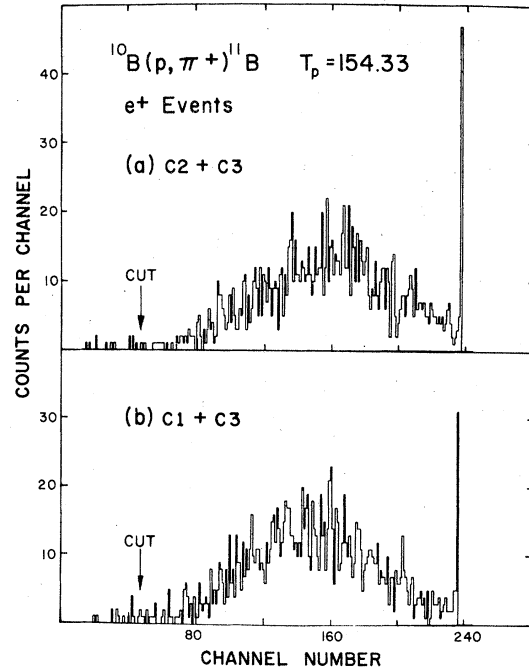 ¹⁰B(p, π+)¹¹B T_p = 154.33
e+ Events
(a) C2 + C3
CUT
40
30
20
10
COUNTS PER CHANNEL
(b) C1 + C3
CUT
30
20
10
80 160 240
CHANNEL NUMBER